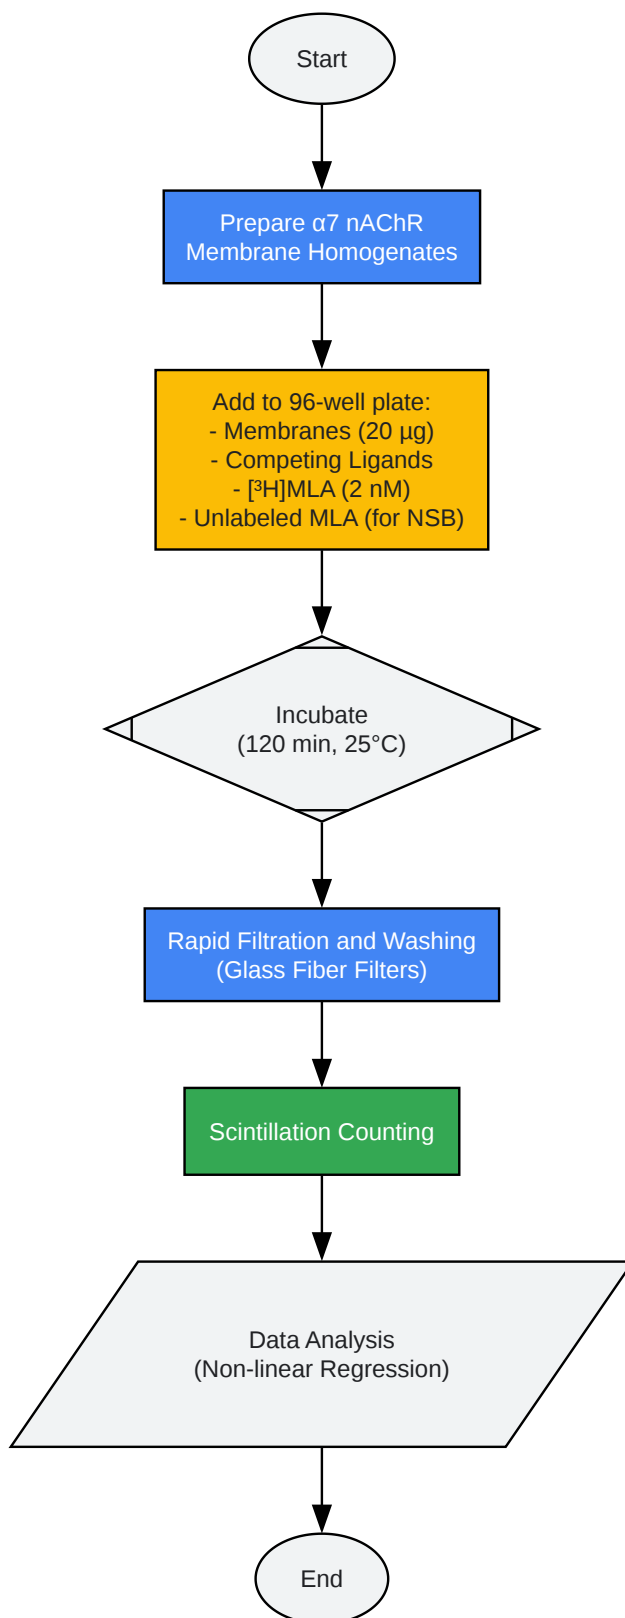 Start
Prepare α7 nAChR
Membrane Homogenates
Add to 96-well plate:
- Membranes (20 µg)
- Competing Ligands
- [³H]MLA (2 nM)
- Unlabeled MLA (for NSB)
Incubate
(120 min, 25°C)
Rapid Filtration and Washing
(Glass Fiber Filters)
Scintillation Counting
Data Analysis
(Non-linear Regression)
End